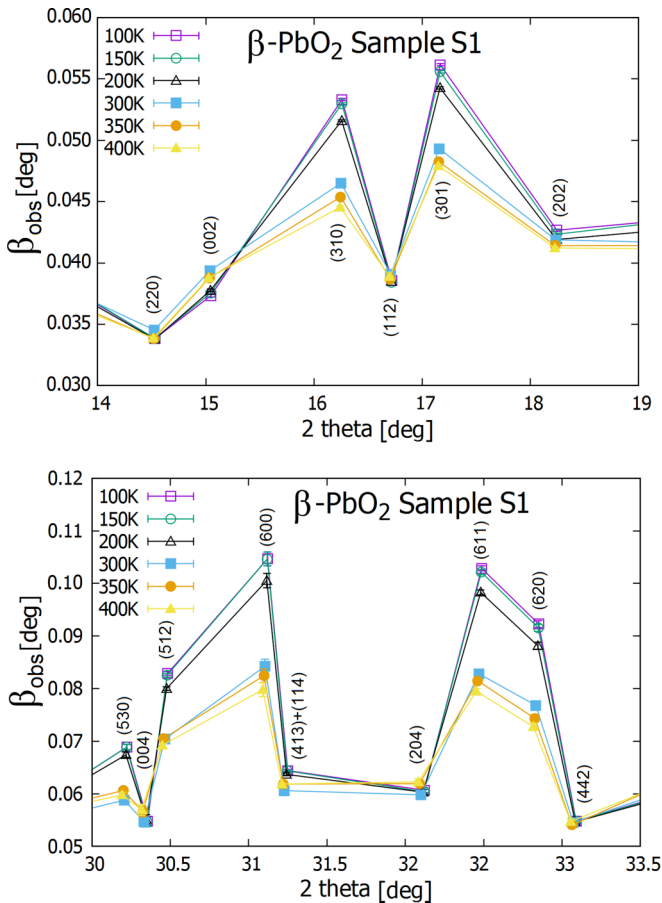 β-PbO2 Sample S1
100K
150K
200K
300K
350K
400K
βobs [deg]
0.060
0.055
0.050
0.045
0.040
0.035
0.030
(220)
(002)
(310)
(112)
(301)
(202)
14 15 16 17 18 19
2 theta [deg]
β-PbO2 Sample S1
100K
150K
200K
300K
350K
400K
βobs[deg]
0.12
0.11
0.10
0.09
0.08
0.07
0.06
0.05
(530)
(004)
(512)
(600)
(413)+(114)
(204)
(611)
(620)
(442)
30 30.5 31 31.5 32 32 33 33.5
2 theta [deg]